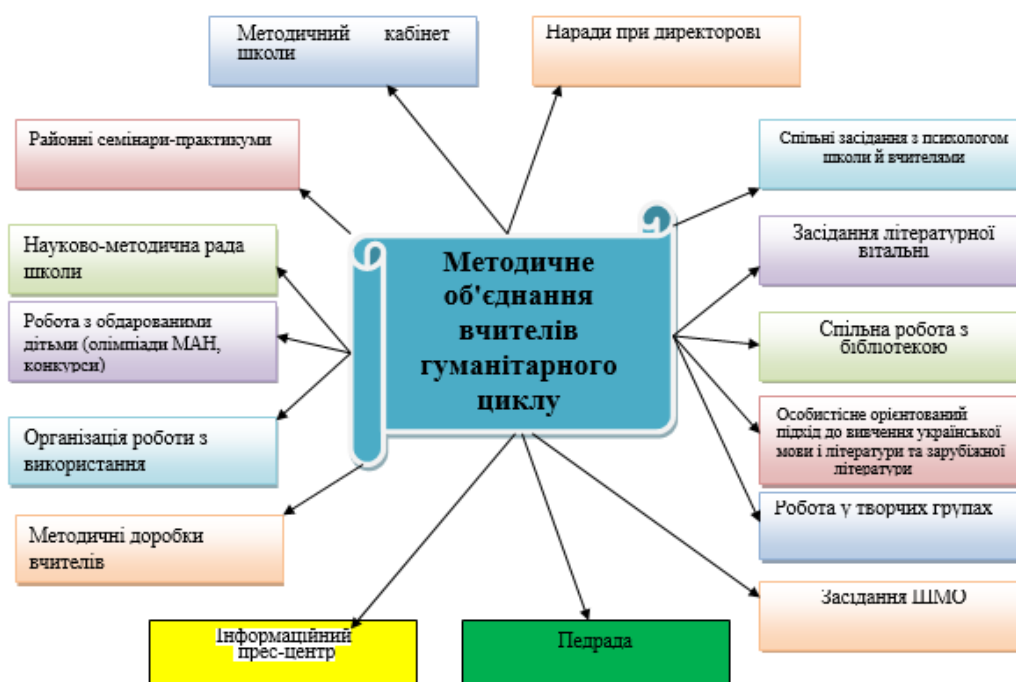 Методичний кабінет
школи
Наради при директорові
Районні семінари-практикуми
Спільні засідання з психологом
школи й вчителями
Науково-методична рада
школи
Засідання літературної
вітальні
Методичне
об'єднання
вчителів
гуманітарного
циклу
Робота з обдарованими
дітьми (олімпіади МАН,
конкурси)
Спільна робота з
бібліотекою
Організація роботи з
використання
Особистісне орієнтований
підхід до вивчення української
мови і літератури та зарубіжної
літератури
Робота у творчих групах
Методичні доробки
вчителів
Засідання ШМО
Інформаційний
прес-центр
Педрада